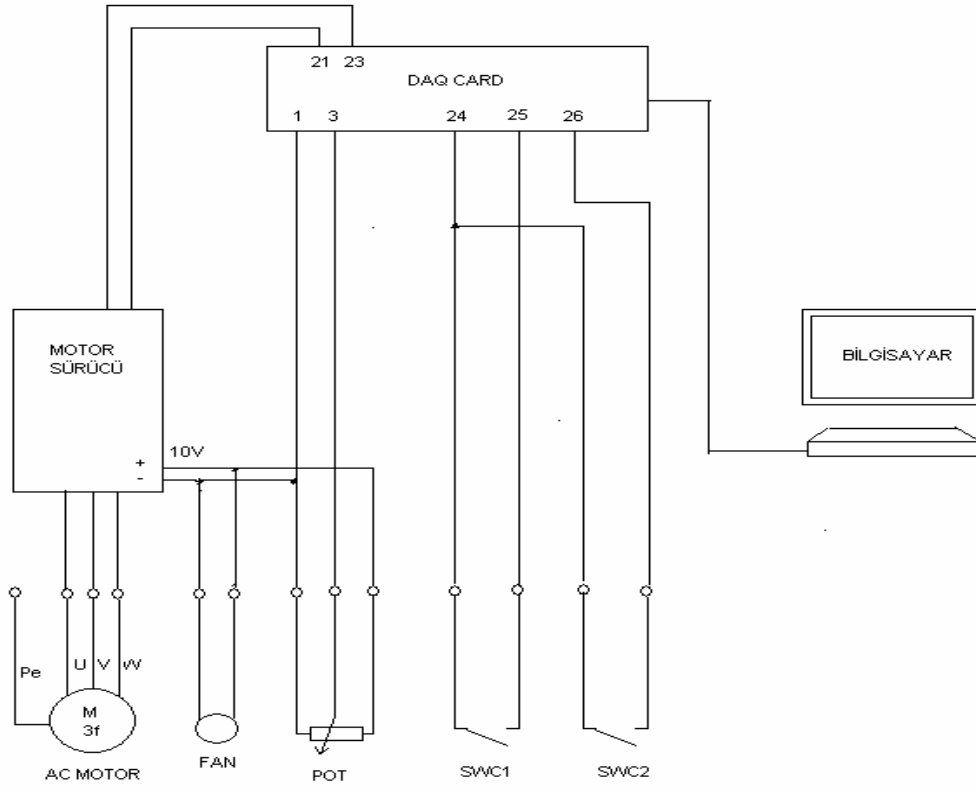 21 23
DAQ CARD
1 3 24 25 26
MOTOR
SÜRÜCÜ
BİLGİSAYAR
10V
+
-
Pe
U V W
M
3f
AC MOTOR
FAN
POT
SWC1
SWC2